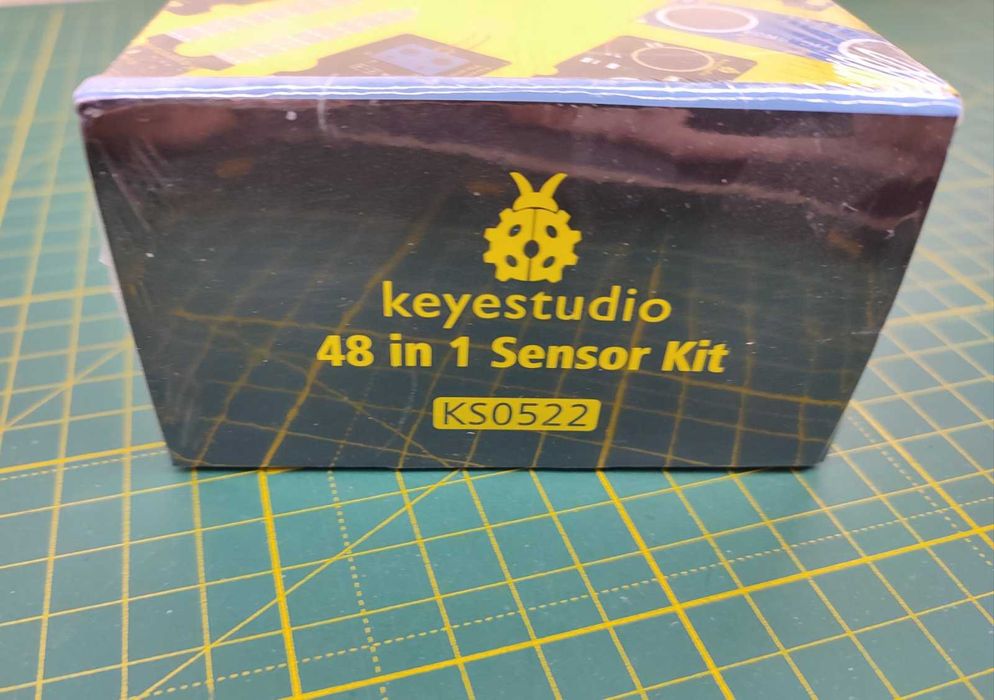 keyestudio
48 in 1 Sensor Kit
KS0522